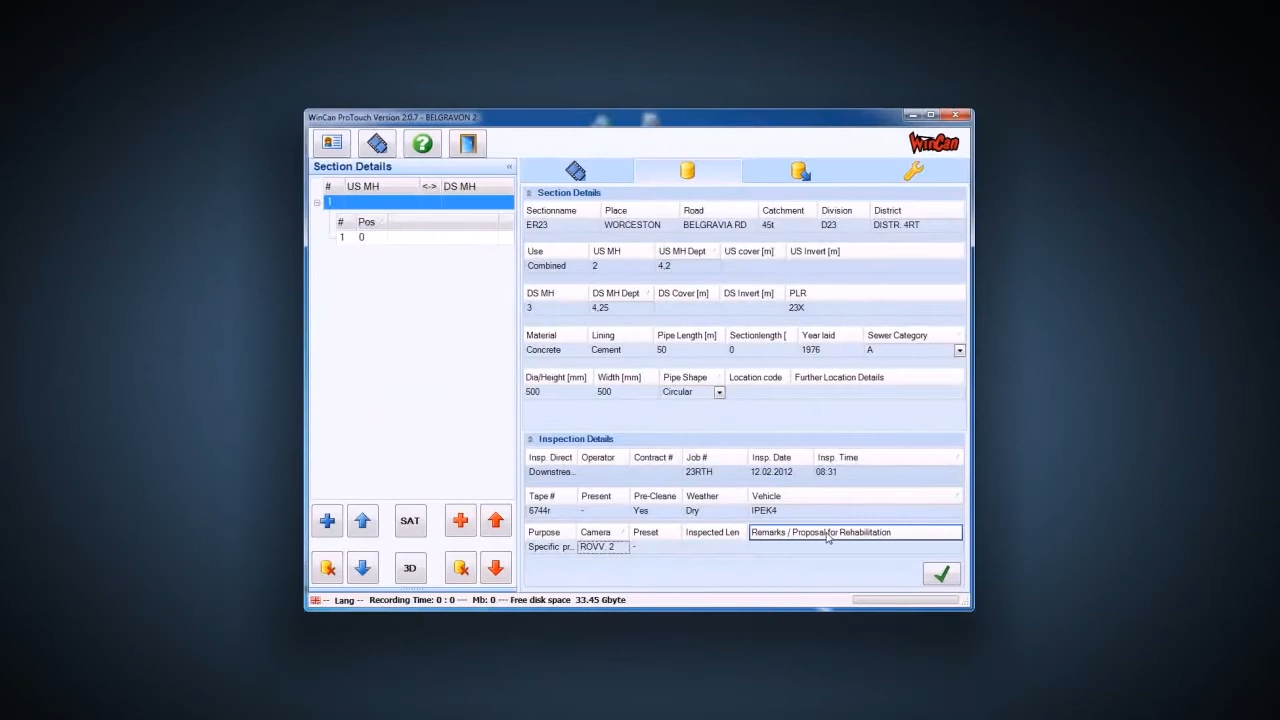 WinCan ProTouch Version 2.0.7 - BELGRAVON 2
WinCan
Section Details
# US MH <-> DS MH
1
# Pos
1 0
Section Details
Sectionname Place Road Catchment Division District
ER23 WORCESTON BELGRAVIA RD 45t D23 DISTR. 4RT
Use US MH US MH Dept US cover [m] US Invert [m]
Combined 2 4,2
DS MH DS MH Dept DS Cover [m] DS Invert [m] PLR
3 4,25 23X
Material Lining Pipe Length [m] Sectionlength [ Year laid Sewer Category
Concrete Cement 50 0 1976 A
Dia/Height [mm] Width [mm] Pipe Shape Location code Further Location Details
500 500 Circular
Inspection Details
Insp. Direct Operator Contract # Job # Insp. Date Insp. Time
Downstrea... 23RTH 12.02.2012 08:31
Tape # Present Pre-Cleane Weather Vehicle
6744r - Yes Dry IPEK4
Purpose Camera Preset Inspected Len Remarks / Proposal for Rehabilitation
Specific pr... ROVV. 2 -
SAT
3D
-- Lang -- Recording Time: 0 : 0 --- Mb: 0 --- Free disk space 33.45 Gbyte